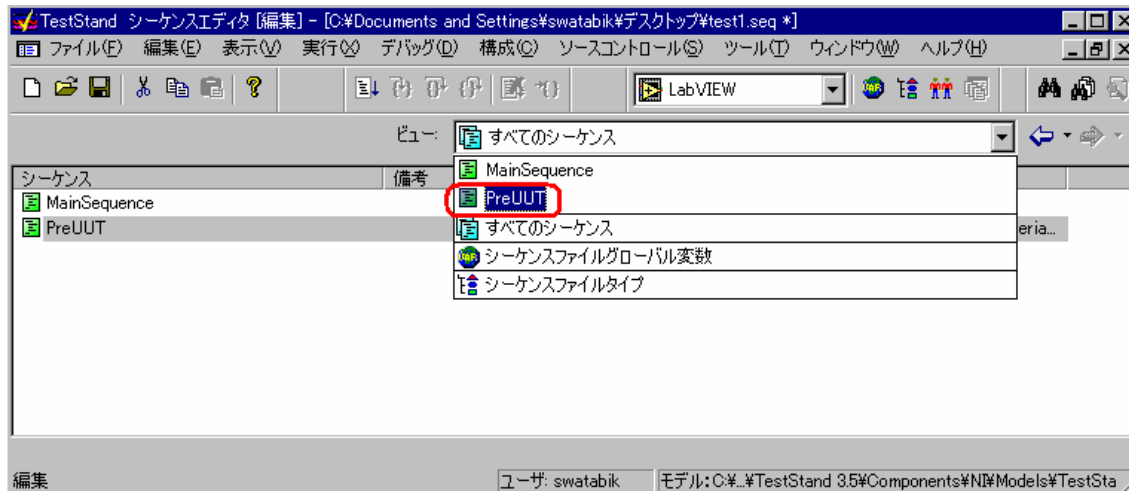 TestStand シーケンスエディタ [編集] - [C:¥Documents and Settings¥swatabik¥デスクトップ¥test1.seq *]
ファイル(F) 編集(E) 表示(V) 実行(X) デバッグ(D) 構成(C) ソースコントロール(S) ツール(T) ウィンドウ(W) ヘルプ(H)
LabVIEW
ビュー: すべてのシーケンス
シーケンス 備考
MainSequence
PreUUT
eria...
MainSequence
PreUUT
すべてのシーケンス
シーケンスファイルグローバル変数
シーケンスファイルタイプ
編集 ユーザ: swatabik モデル:C:¥...¥TestStand 3.5¥Components¥NI¥Models¥TestSta